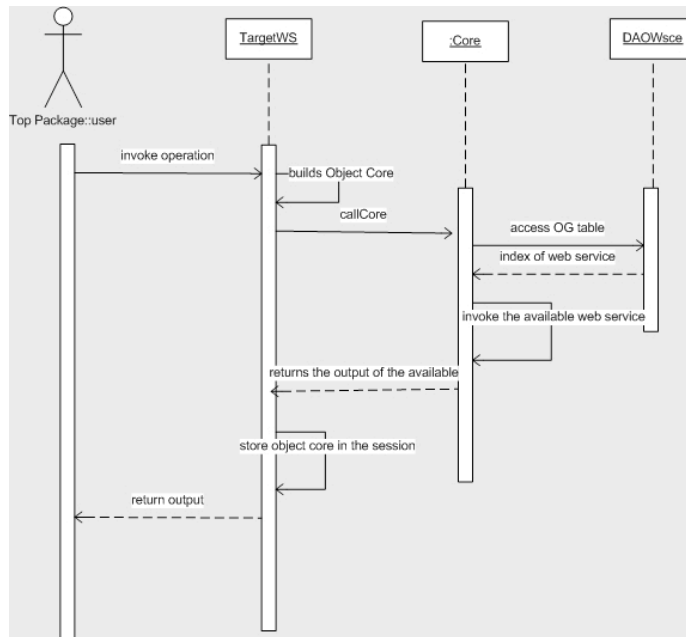 TargetWS
:Core
DAOWsce
Top Package::user
invoke operation
builds Object Core
callCore
access OG table
index of web service
invoke the available web service
returns the output of the available
store object core in the session
return output